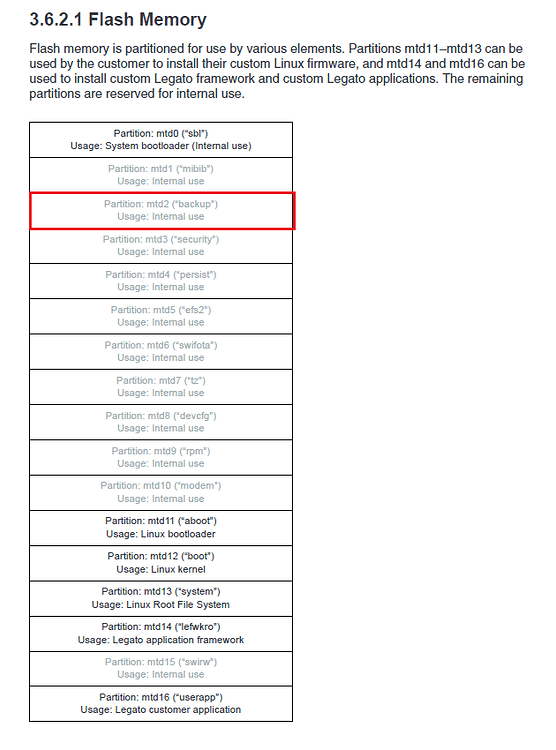 3.6.2.1 Flash Memory
Flash memory is partitioned for use by various elements. Partitions mtd11–mtd13 can be
used by the customer to install their custom Linux firmware, and mtd14 and mtd16 can be
used to install custom Legato framework and custom Legato applications. The remaining
partitions are reserved for internal use.
Partition: mtd0 (“sbl”)
Usage: System bootloader (Internal use)
Partition: mtd1 (“mibib”)
Usage: Internal use
Partition: mtd2 (“backup”)
Usage: Internal use
Partition: mtd3 (“security”)
Usage: Internal use
Partition: mtd4 (“persist”)
Usage: Internal use
Partition: mtd5 (“efs2”)
Usage: Internal use
Partition: mtd6 (“swifota”)
Usage: Internal use
Partition: mtd7 (“tz”)
Usage: Internal use
Partition: mtd8 (“devcfg”)
Usage: Internal use
Partition: mtd9 (“rpm”)
Usage: Internal use
Partition: mtd10 (“modem”)
Usage: Internal use
Partition: mtd11 (“aboot”)
Usage: Linux bootloader
Partition: mtd12 (“boot”)
Usage: Linux kernel
Partition: mtd13 (“system”)
Usage: Linux Root File System
Partition: mtd14 (“lefwkro”)
Usage: Legato application framework
Partition: mtd15 (“swirw”)
Usage: Internal use
Partition: mtd16 (“userapp”)
Usage: Legato customer application